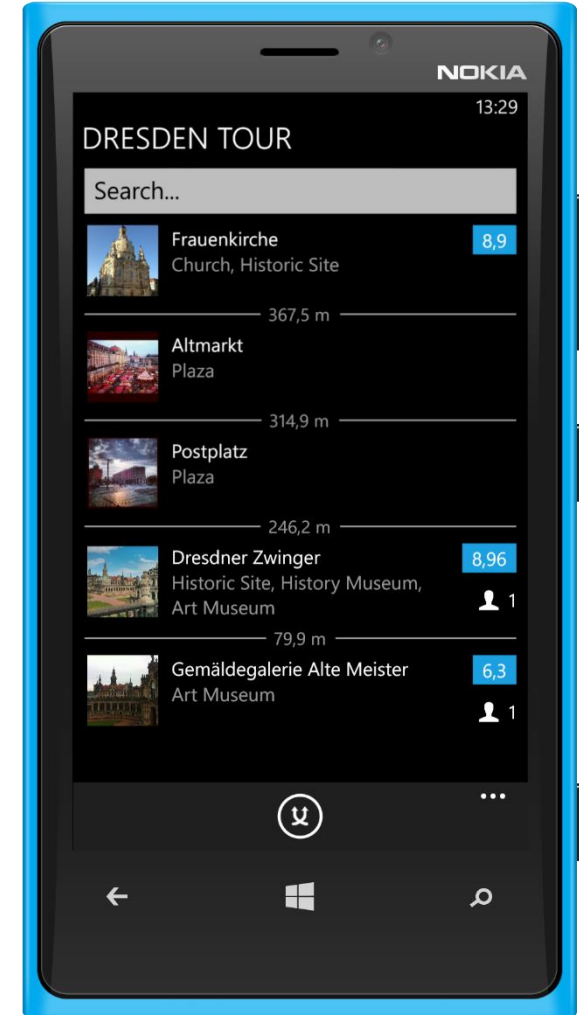 NOKIA
13:29
DRESDEN TOUR
Search...
Frauenkirche
8,9
Church, Historic Site
367,5 m
Altmarkt
Plaza
314,9 m
Postplatz
Plaza
246,2 m
Dresdner Zwinger
8,96
Historic Site, History Museum,
Art Museum
1
79,9 m
Gemäldegalerie Alte Meister
6,3
Art Museum
1
...